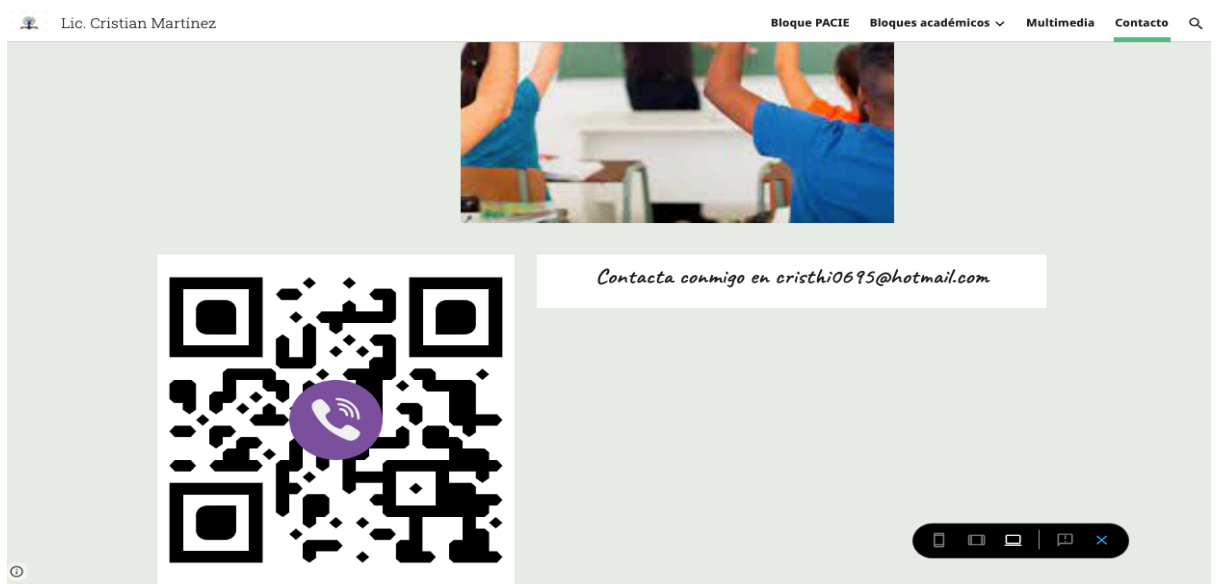 Lic. Cristian Martínez
Bloque PACIE Bloques académicos Multimedia Contacto
Contacta conmigo en cristhi0695@hotmail.com